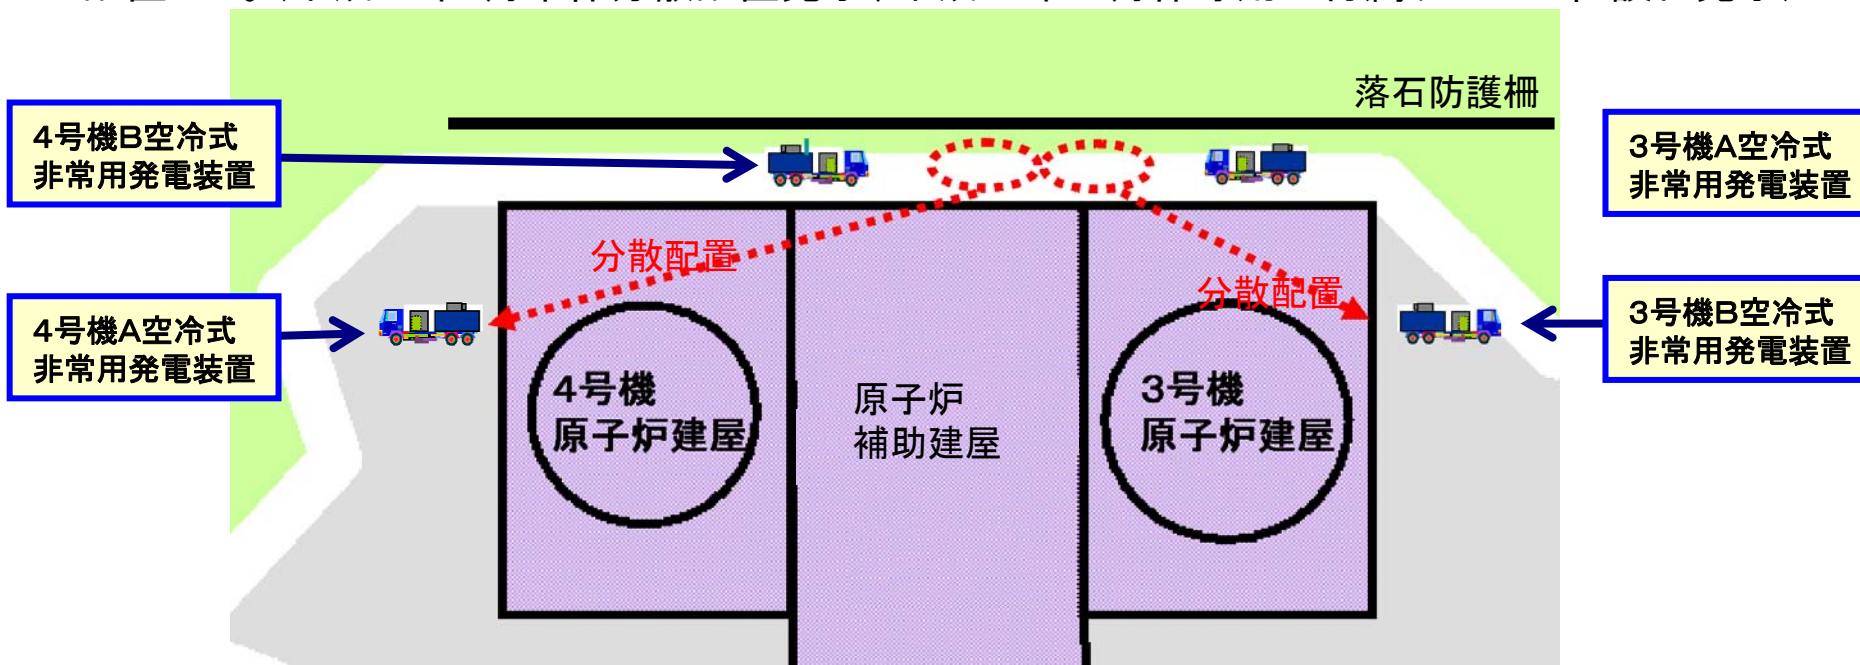 落石防護柵
4号機B空冷式
非常用発電装置
3号機A空冷式
非常用発電装置
分散配置
分散配置
4号機A空冷式
非常用発電装置
3号機B空冷式
非常用発電装置
4号機
原子炉建屋
原子炉
補助建屋
3号機
原子炉建屋